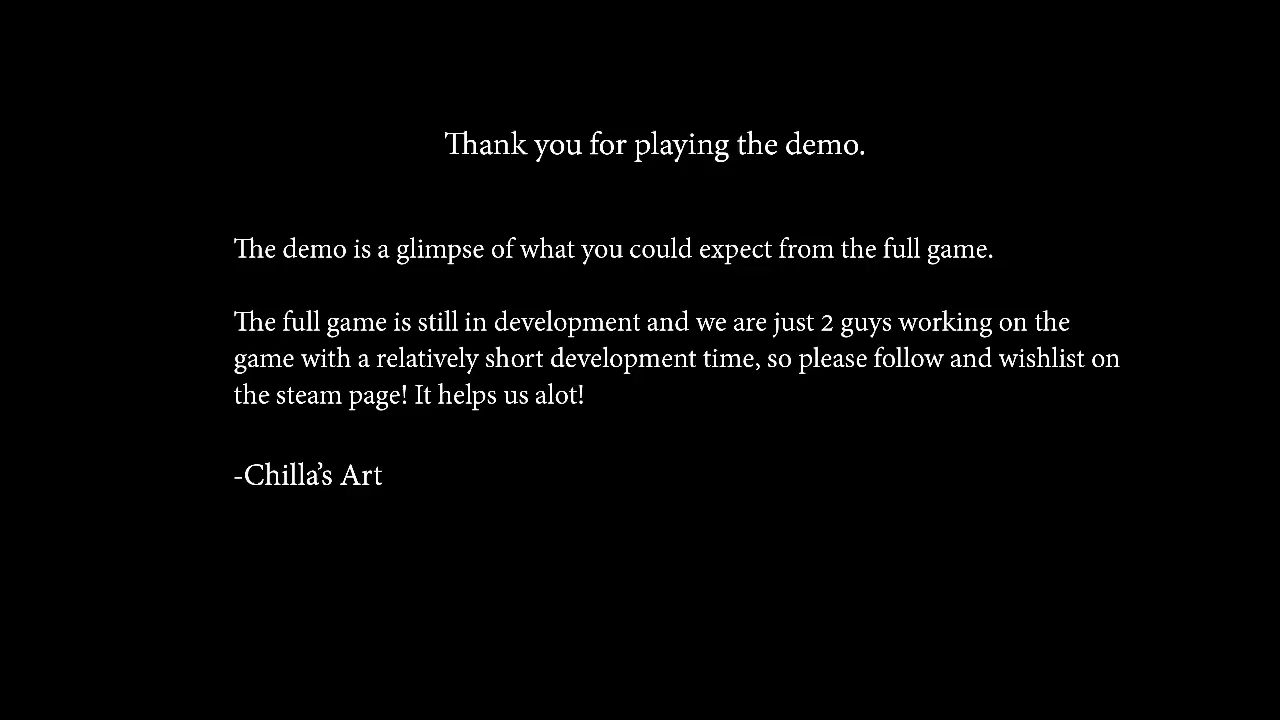 Thank you for playing the demo.
The demo is a glimpse of what you could expect from the full game.
The full game is still in development and we are just 2 guys working on the
game with a relatively short development time, so please follow and wishlist on
the steam page! It helps us alot!
-Chilla’s Art